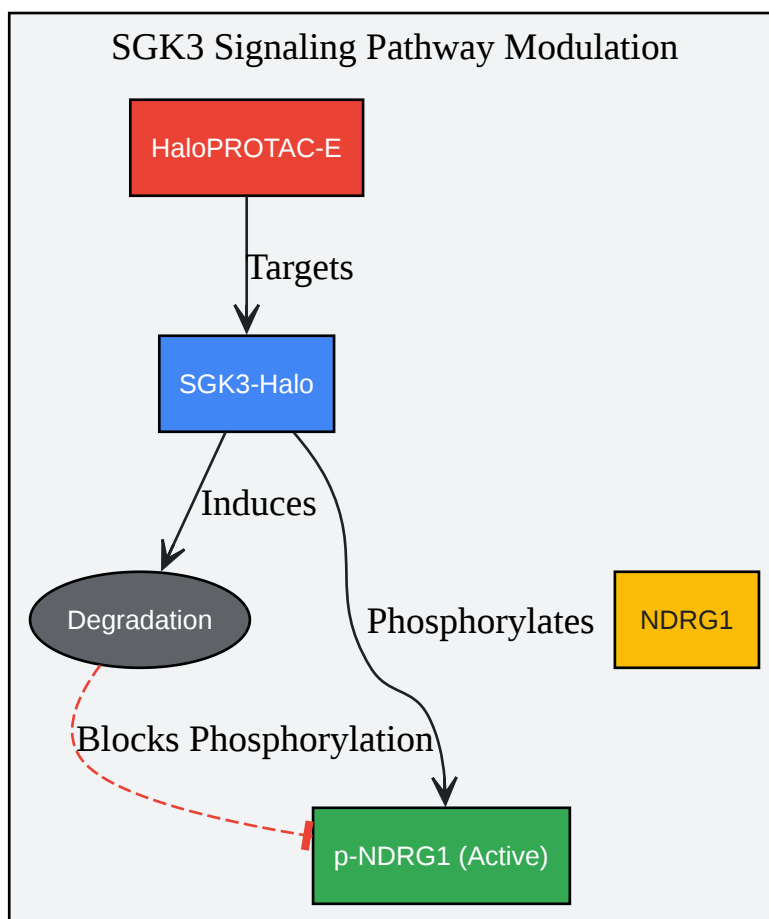 SGK3 Signaling Pathway Modulation
HaloPROTAC-E
Targets
SGK3-Halo
Induces
Degradation
Phosphorylates
NDRG1
Blocks Phosphorylation
p-NDRG1 (Active)